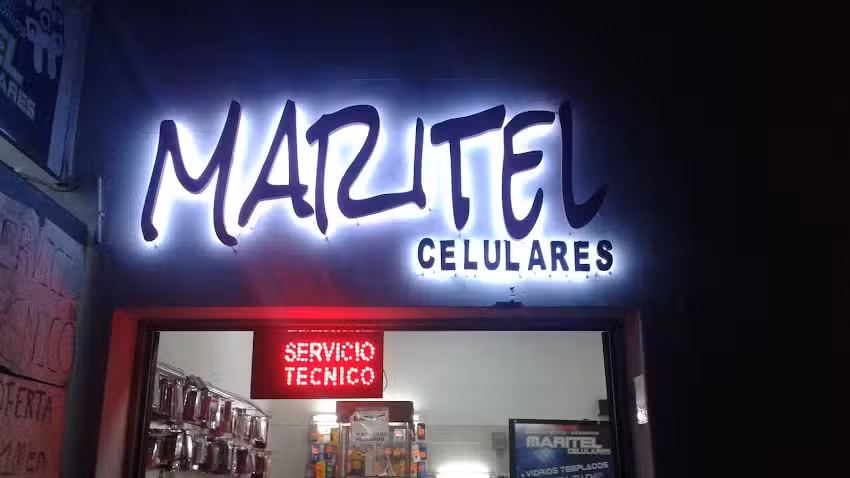 MARITEL
CELULARES
SERVICIO
TECNICO
MARITEL
CELULARES
VIDRIOS TEMPLADOS
OFERTA